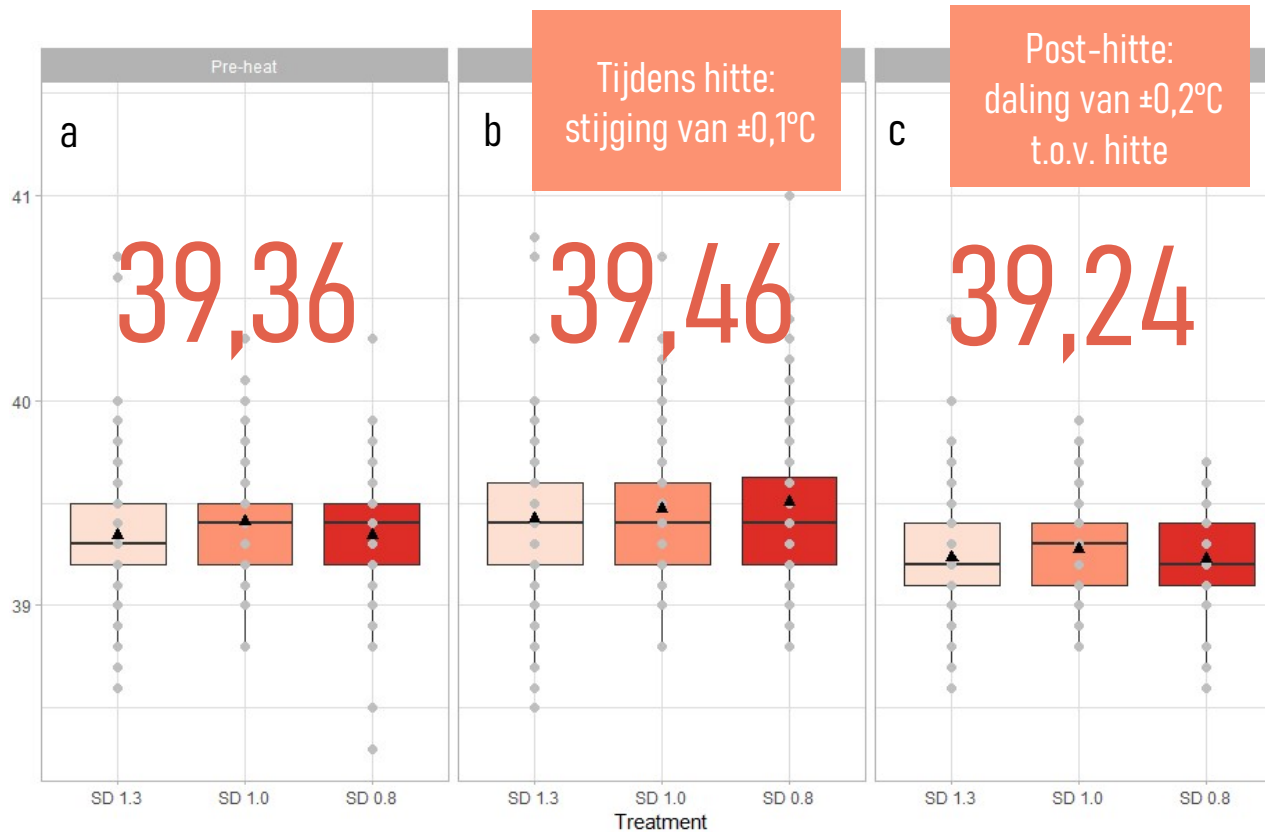 Pre-heat
Tijdens hitte:
stijging van ±0,1ºC
Post-hitte:
daling van ±0,2ºC
t.o.v. hitte
a
b
c
41
40
39
39,36
39,46
39,24
SD 1.3
SD 1.0
SD 0.8
SD 1.3
SD 1.0
SD 0.8
SD 1.3
SD 1.0
SD 0.8
Treatment